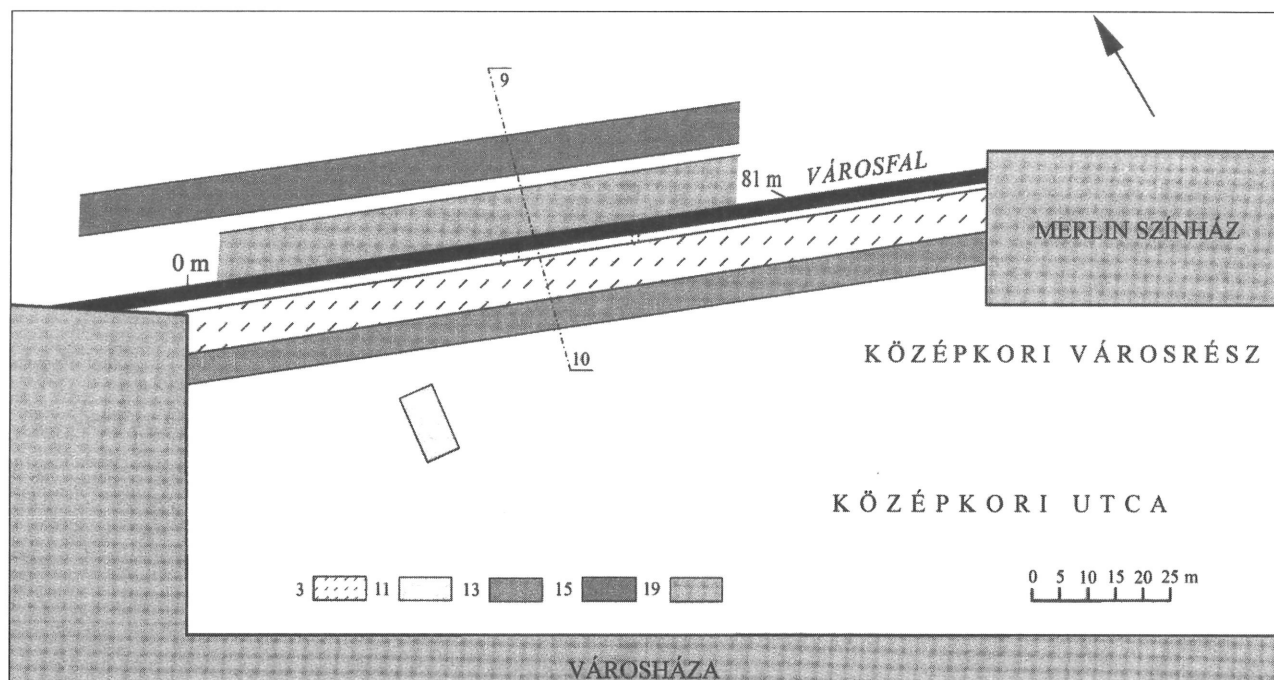 9
81 m
VÁROSFAL
MERLIN SZÍNHÁZ
0 m
10
KÖZÉPKORI VÁROSRÉSZ
KÖZÉPKORI UTCA
3 11 13 15 19
0 5 10 15 20 25 m
VÁROSHÁZA